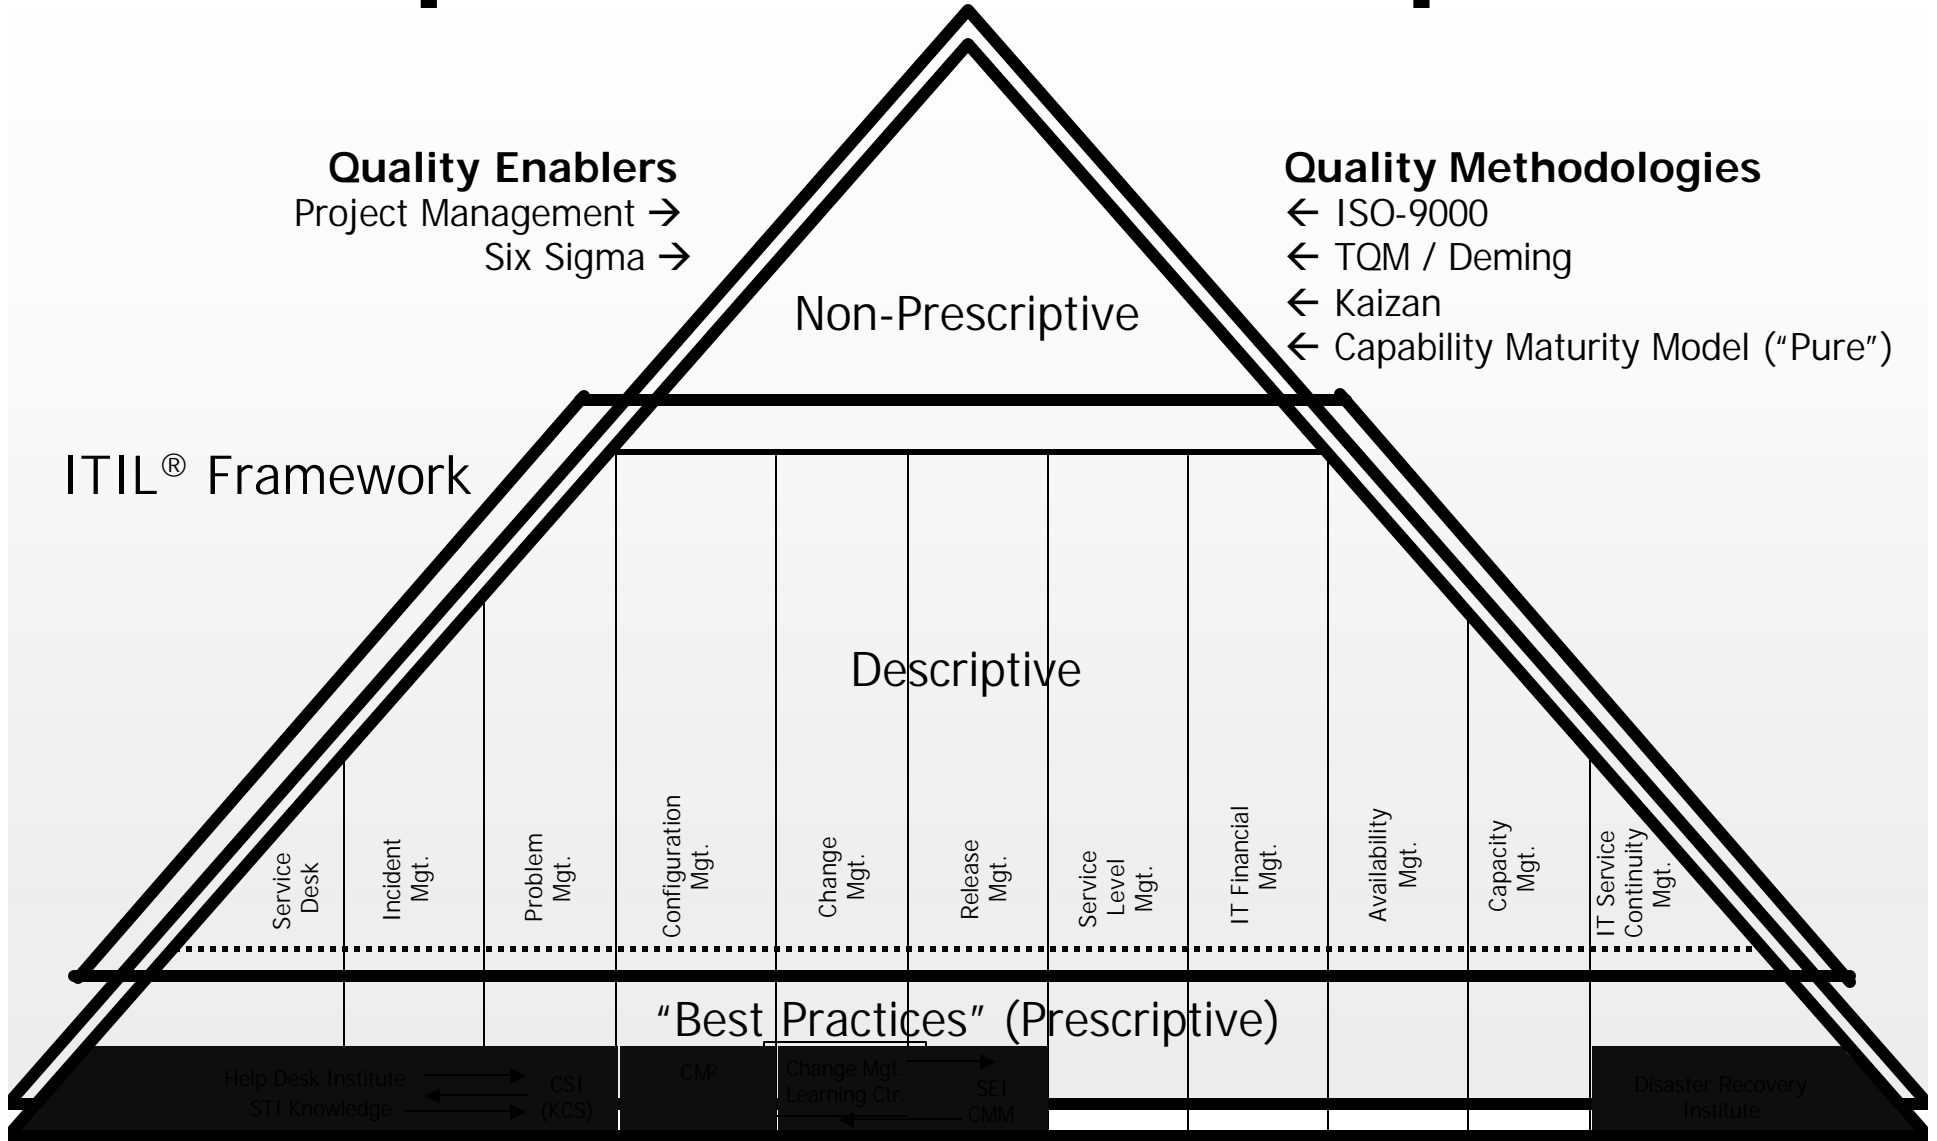 Quality Enablers
Project Management →
Six Sigma →
Quality Methodologies
← ISO-9000
← TQM / Deming
← Kaizan
← Capability Maturity Model (“Pure”)
Non-Prescriptive
ITIL® Framework
Descriptive
Service
Desk
Incident
Mgt.
Problem
Mgt.
Configuration
Mgt.
Change
Mgt.
Release
Mgt.
Service
Level
Mgt.
IT Financial
Mgt.
Availability
Mgt.
Capacity
Mgt.
IT Service
Continuity
Mgt.
“Best Practices” (Prescriptive)
Help Desk Institute
STI Knowledge
CSI
(KCS)
CM²
Change Mgt.
Learning Ctr.
SEI
CMM
Disaster Recovery
Institute